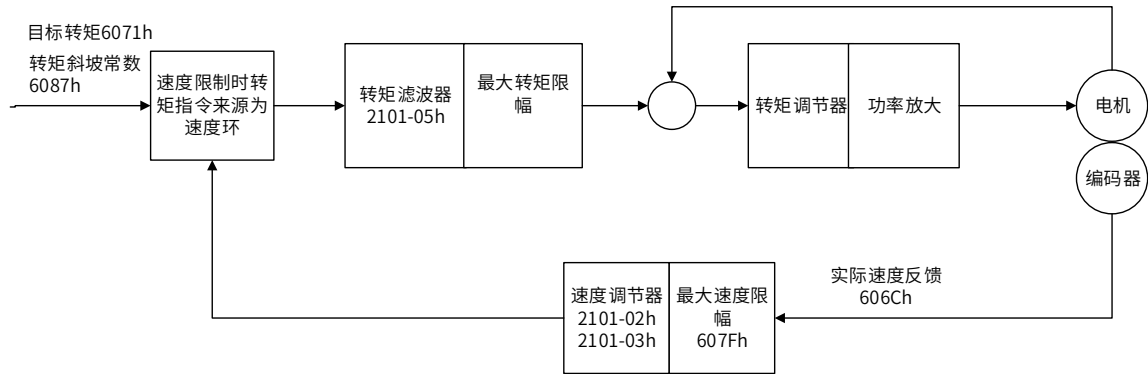 目标转矩6071h
转矩斜坡常数
6087h
速度限制时转
矩指令来源为
速度环
转矩滤波器
2101-05h
最大转矩限
幅
转矩调节器
功率放大
电机
编码器
实际速度反馈
606Ch
速度调节器
2101-02h
2101-03h
最大速度限
幅
607Fh